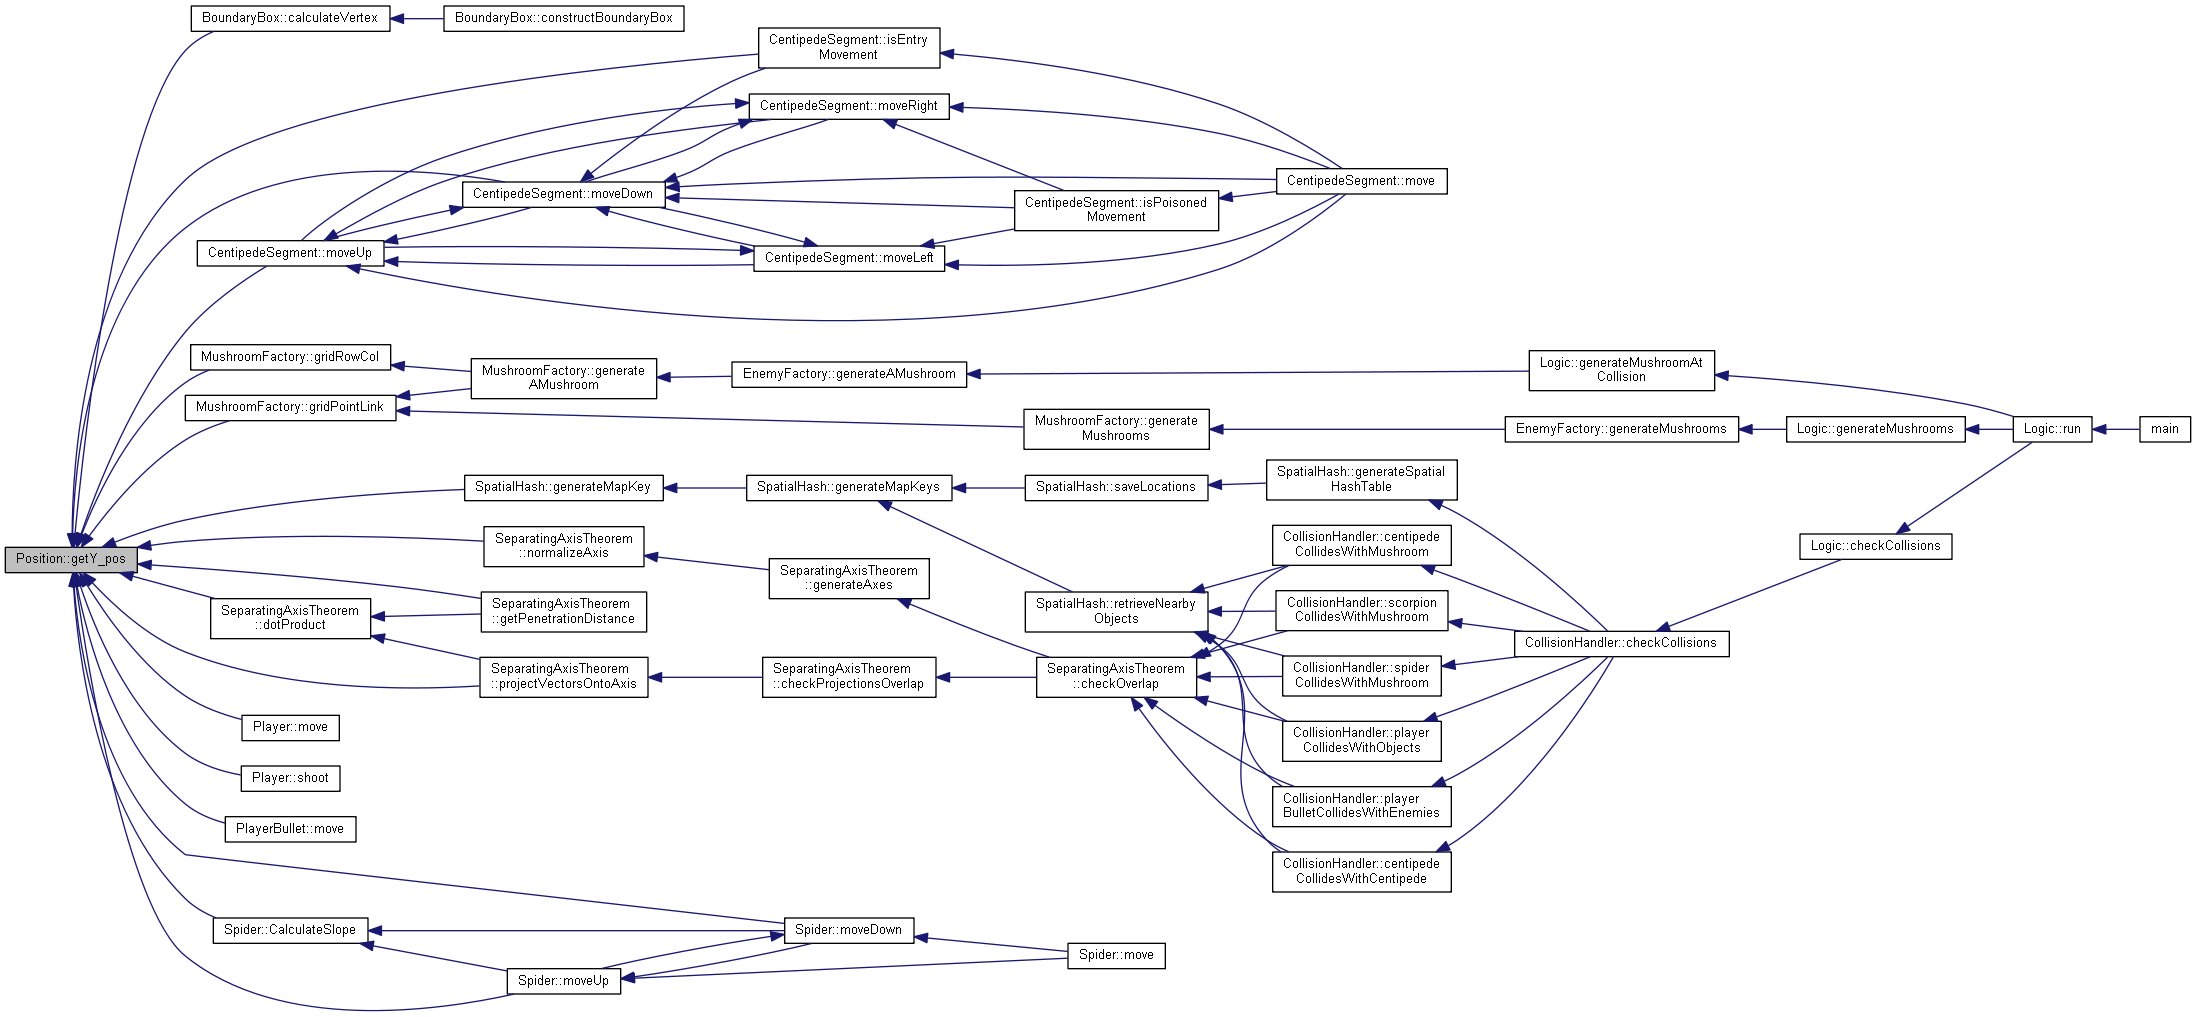 BoundaryBox::calculateVertex
BoundaryBox::constructBoundaryBox
CentipedeSegment::isEntry
Movement
CentipedeSegment::moveRight
CentipedeSegment::moveDown
CentipedeSegment::move
CentipedeSegment::isPoisoned
Movement
CentipedeSegment::moveUp
CentipedeSegment::moveLeft
MushroomFactory::gridRowCol
MushroomFactory::generate
AMushroom
EnemyFactory::generateAMushroom
Logic::generateMushroomAt
Collision
MushroomFactory::gridPointLink
MushroomFactory::generate
Mushrooms
EnemyFactory::generateMushrooms
Logic::generateMushrooms
Logic::run
main
SpatialHash::generateMapKey
SpatialHash::generateMapKeys
SpatialHash::saveLocations
SpatialHash::generateSpatial
HashTable
Position::getY_pos
SeparatingAxisTheorem
::normalizeAxis
SeparatingAxisTheorem
::generateAxes
CollisionHandler::centipede
CollidesWithMushroom
Logic::checkCollisions
SeparatingAxisTheorem
::dotProduct
SeparatingAxisTheorem
::getPenetrationDistance
SpatialHash::retrieveNearby
Objects
CollisionHandler::scorpion
CollidesWithMushroom
CollisionHandler::checkCollisions
SeparatingAxisTheorem
::projectVectorsOntoAxis
SeparatingAxisTheorem
::checkProjectionsOverlap
SeparatingAxisTheorem
::checkOverlap
CollisionHandler::spider
CollidesWithMushroom
Player::move
CollisionHandler::player
CollidesWithObjects
Player::shoot
CollisionHandler::player
BulletCollidesWithEnemies
PlayerBullet::move
CollisionHandler::centipede
CollidesWithCentipede
Spider::CalculateSlope
Spider::moveDown
Spider::move
Spider::moveUp